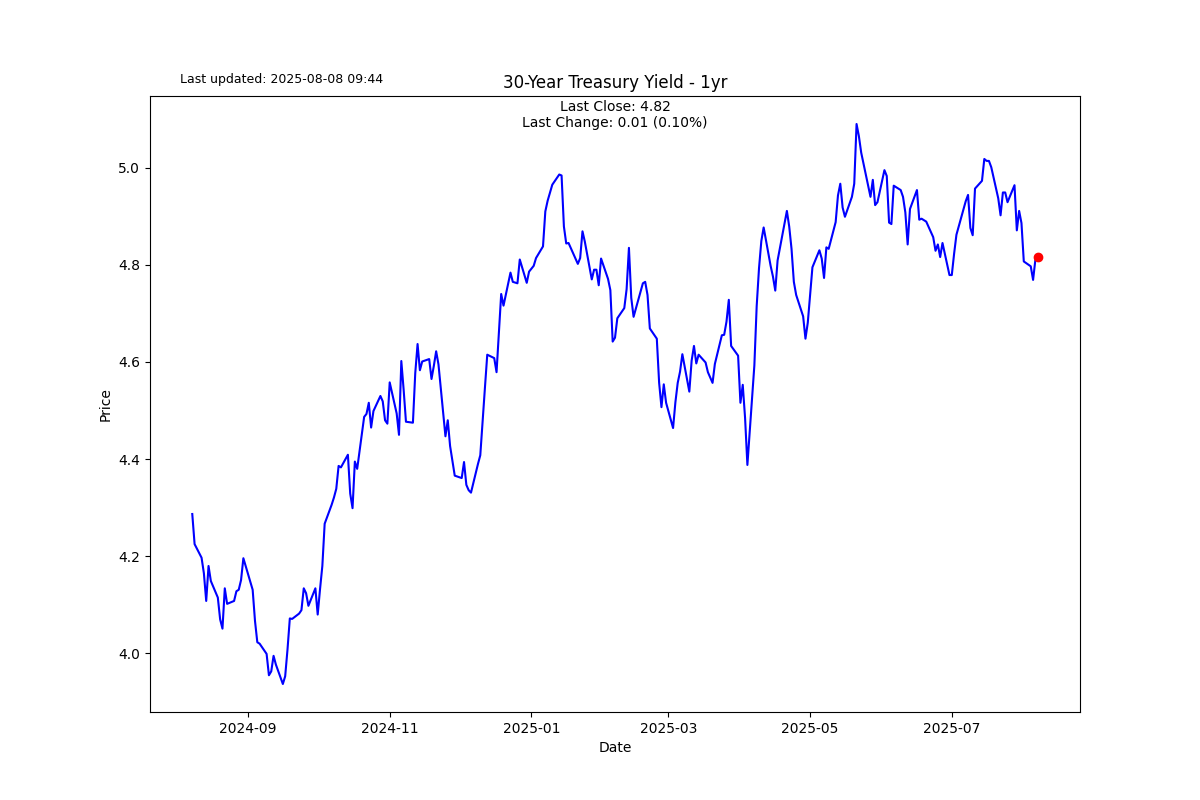 Last updated: 2025-08-08 09:44
30-Year Treasury Yield - 1yr
Last Close: 4.82
Last Change: 0.01 (0.10%)
5.0
4.8
4.6
4.4
4.2
4.0
Price
2024-09
2024-11
2025-01
2025-03
2025-05
2025-07
Date